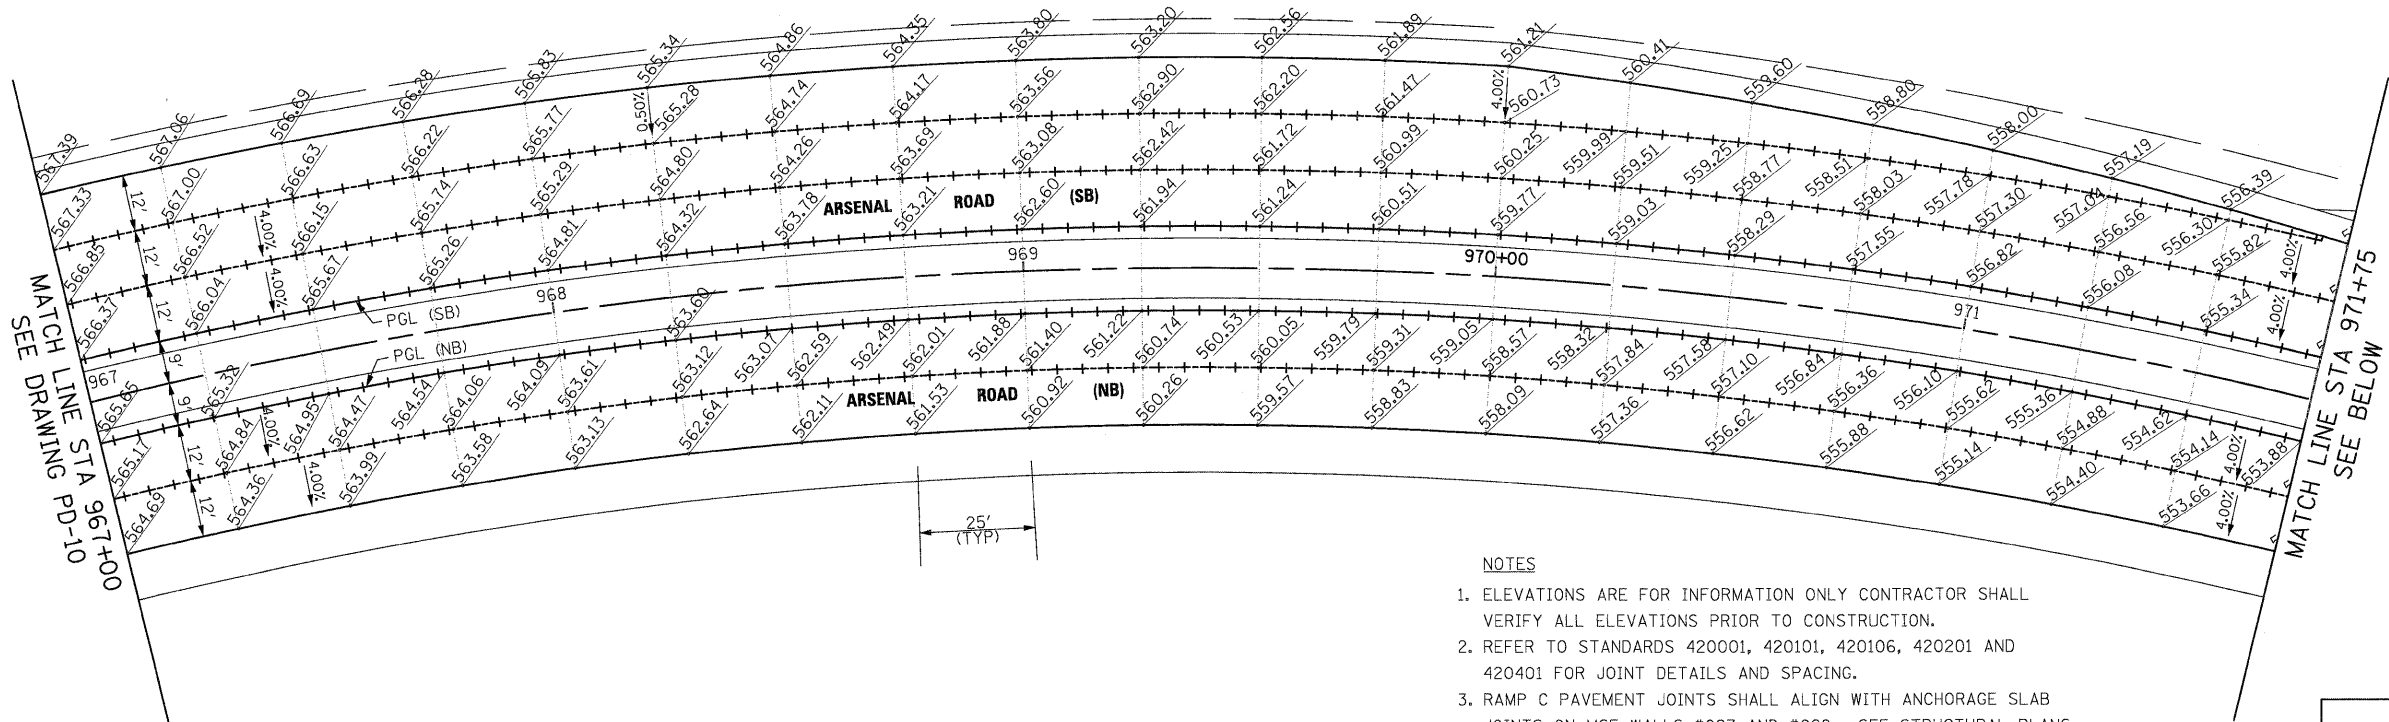 567.39 567.06 566.69 566.28 565.83 565.34 564.86 564.35 563.80 563.20 562.56 561.89 561.21 560.41 559.60 558.80 558.00 557.19 556.39
567.33 567.00 566.63 566.22 565.77 565.28 564.74 564.17 563.56 562.90 562.20 561.47 560.73 559.99 559.25 558.51 557.78 557.04 556.30
0.50% 4.00%
566.85 566.52 566.15 565.74 565.29 564.80 564.26 563.69 563.08 562.42 561.72 560.99 560.25 559.51 558.77 558.03 557.30 556.56 555.82
12' 12' 12' 9' 9' 12' 12'
4.00% 4.00% 4.00% 4.00%
ARSENAL ROAD (SB)
566.37 566.04 565.67 565.26 564.81 564.32 563.78 563.21 562.60 561.94 561.24 560.51 559.77 559.03 558.29 557.55 556.82 556.08 555.34
967 968 969 970+00 971
PGL (SB)
PGL (NB)
565.65 565.32 564.95 564.54 564.09 563.60 563.07 562.49 561.88 561.22 560.53 559.79 559.05 558.32 557.58 556.84 556.10 555.36 554.62 553.88
565.17 564.84 564.47 564.06 563.61 563.12 562.59 562.01 561.40 560.74 560.05 559.31 558.57 557.84 557.10 556.36 555.62 554.88 554.14
4.00% 4.00% 4.00% 4.00%
ARSENAL ROAD (NB)
564.69 564.36 563.99 563.58 563.13 562.64 562.11 561.53 560.92 560.26 559.57 558.83 558.09 557.36 556.62 555.88 555.14 554.40 553.66
MATCH LINE STA 967+00
SEE DRAWING PD-10
MATCH LINE STA 971+75
SEE BELOW
25'
(TYP)
NOTES
1. ELEVATIONS ARE FOR INFORMATION ONLY CONTRACTOR SHALL
VERIFY ALL ELEVATIONS PRIOR TO CONSTRUCTION.
2. REFER TO STANDARDS 420001, 420101, 420106, 420201 AND
420401 FOR JOINT DETAILS AND SPACING.
3. RAMP C PAVEMENT JOINTS SHALL ALIGN WITH ANCHORAGE SLAB